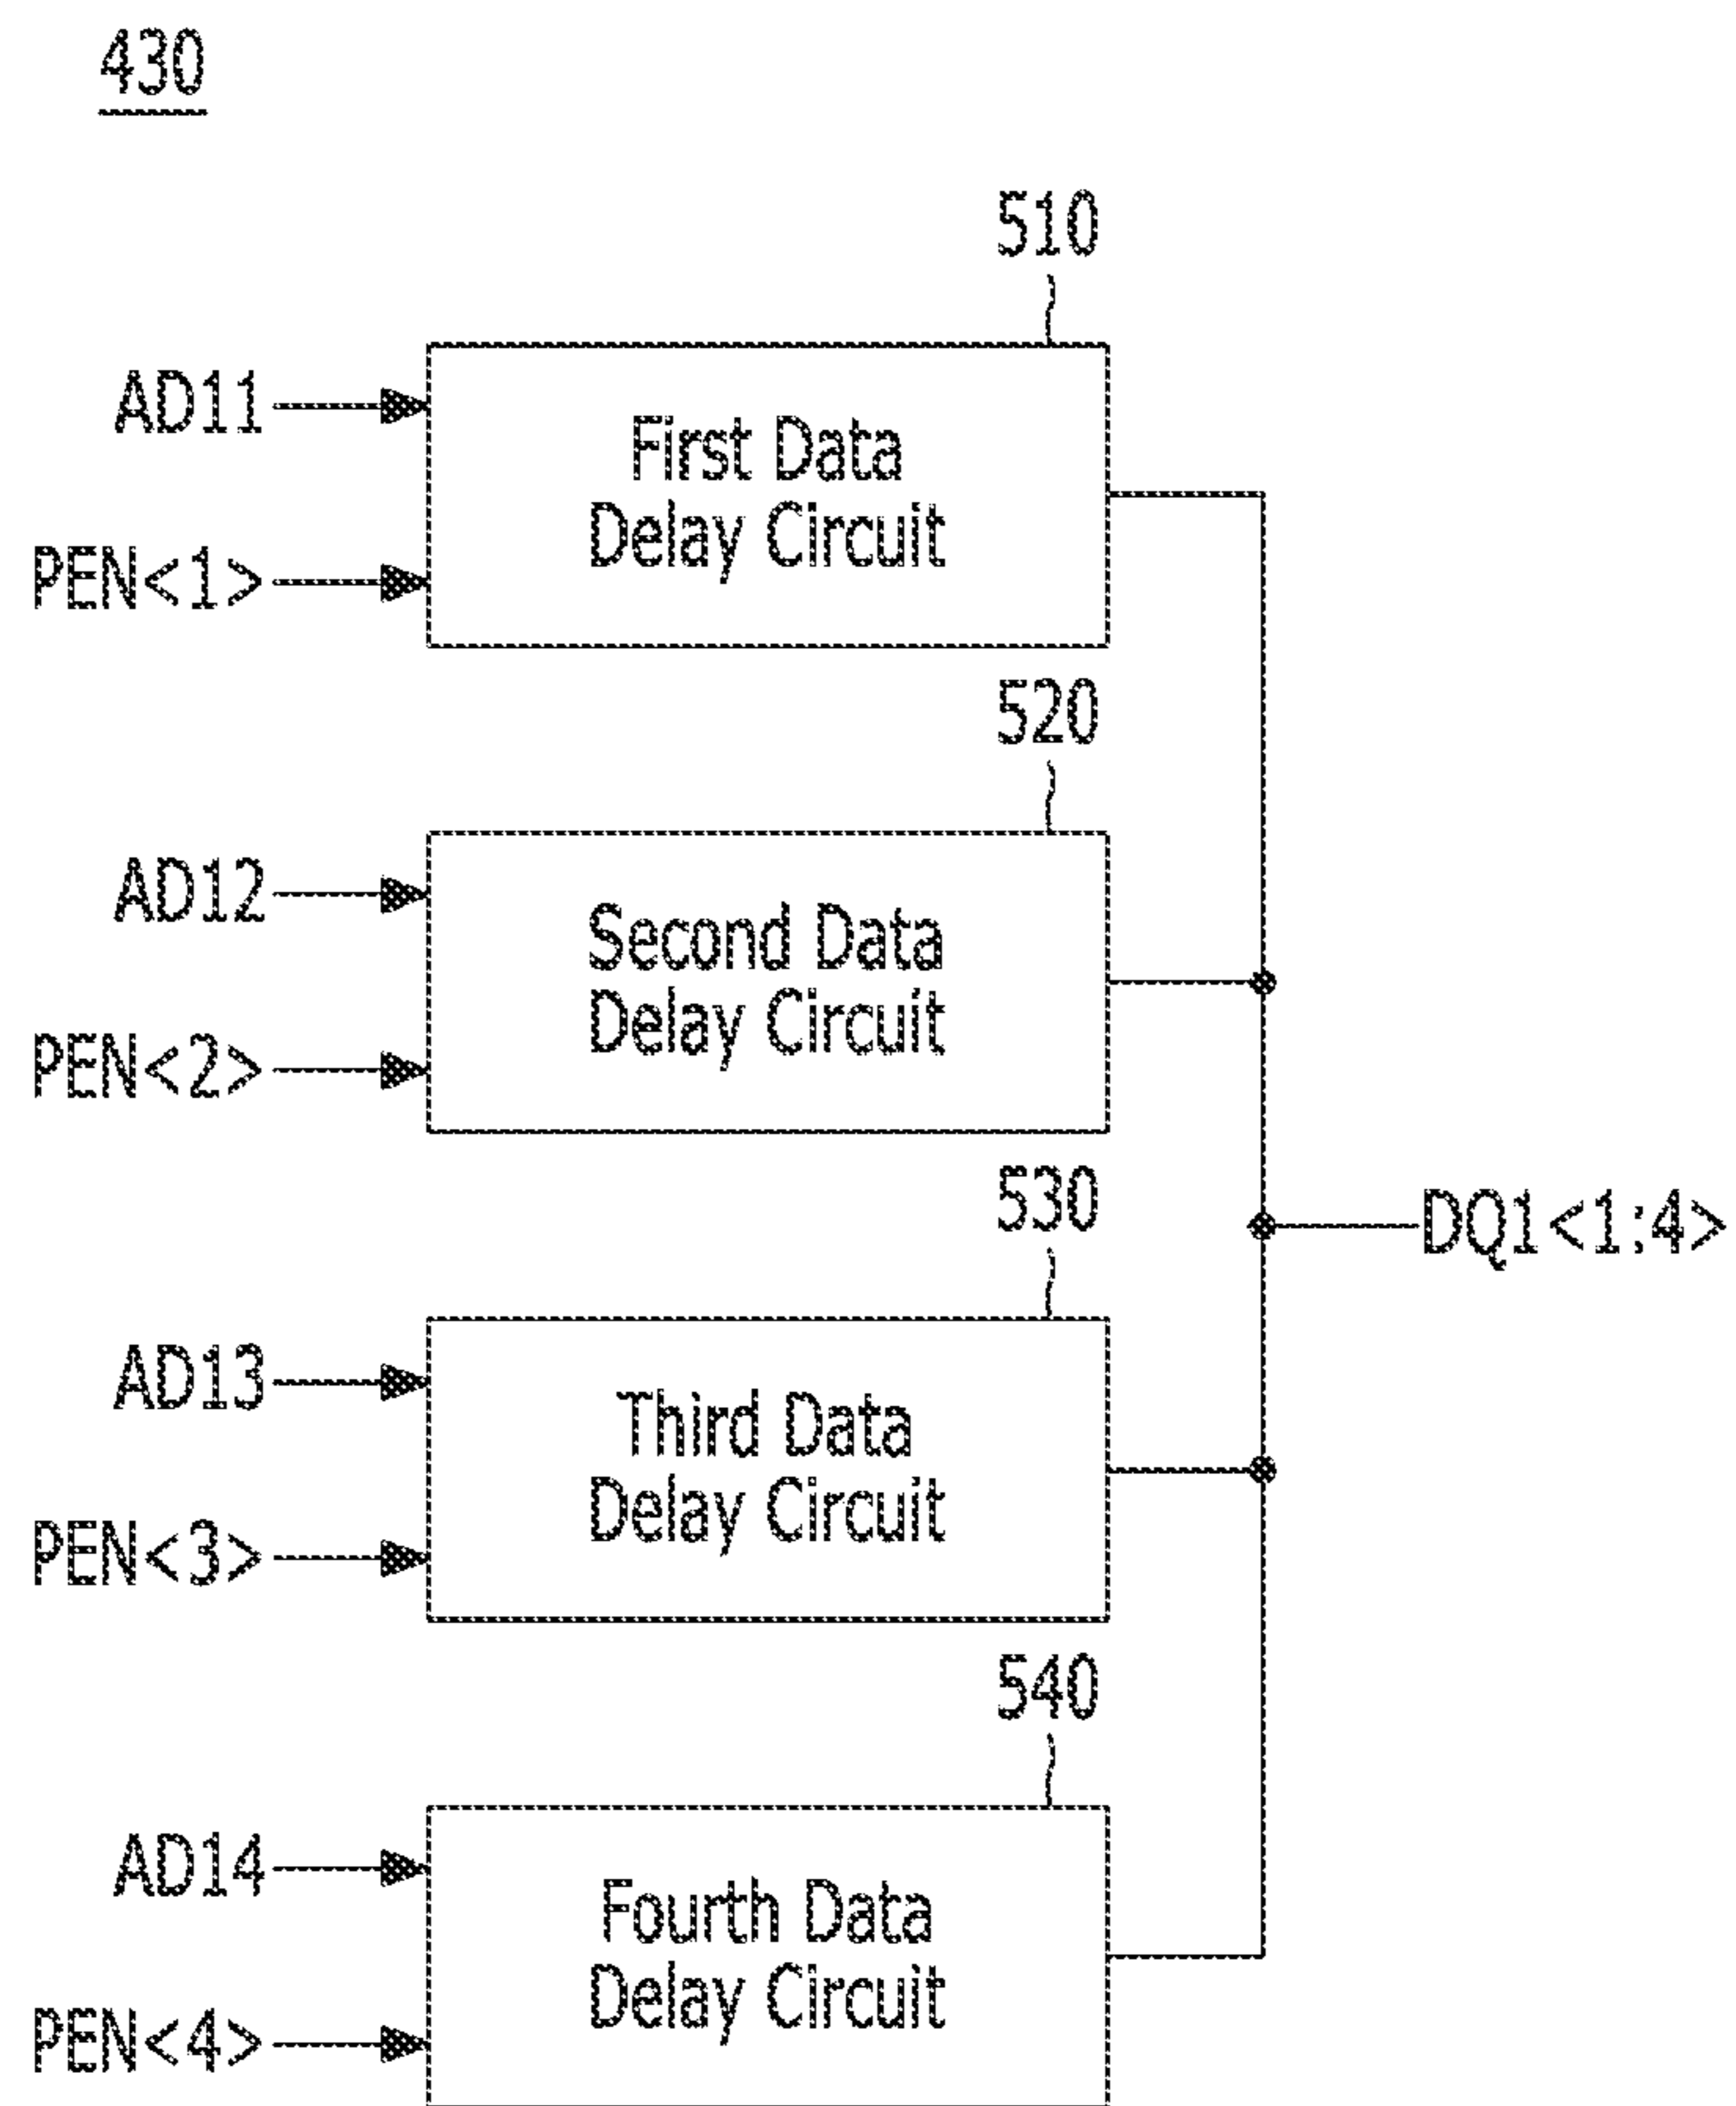 430
510
AD11
First Data
Delay Circuit
PEN<1>
520
AD12
Second Data
Delay Circuit
PEN<2>
530
DQ1<1:4>
AD13
Third Data
Delay Circuit
PEN<3>
540
AD14
Fourth Data
Delay Circuit
PEN<4>